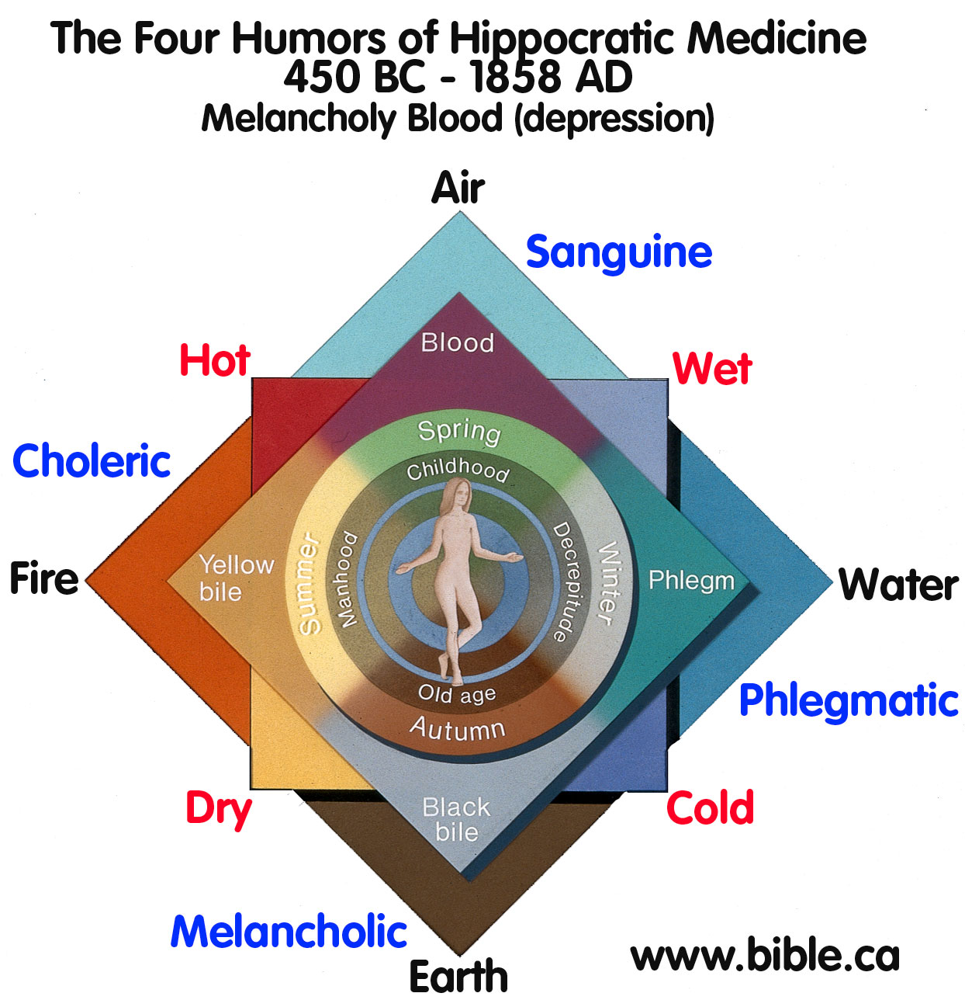 The Four Humors of Hippocratic Medicine
450 BC - 1858 AD
Melancholy Blood (depression)
Air
Sanguine
Blood
Hot
Wet
Spring
Choleric
Childhood
Fire
Yellow
bile
Summer
Manhood
Decrepitude
Winter
Phlegm
Water
Old age
Phlegmatic
Autumn
Dry
Black
bile
Cold
Melancholic
www.bible.ca
Earth